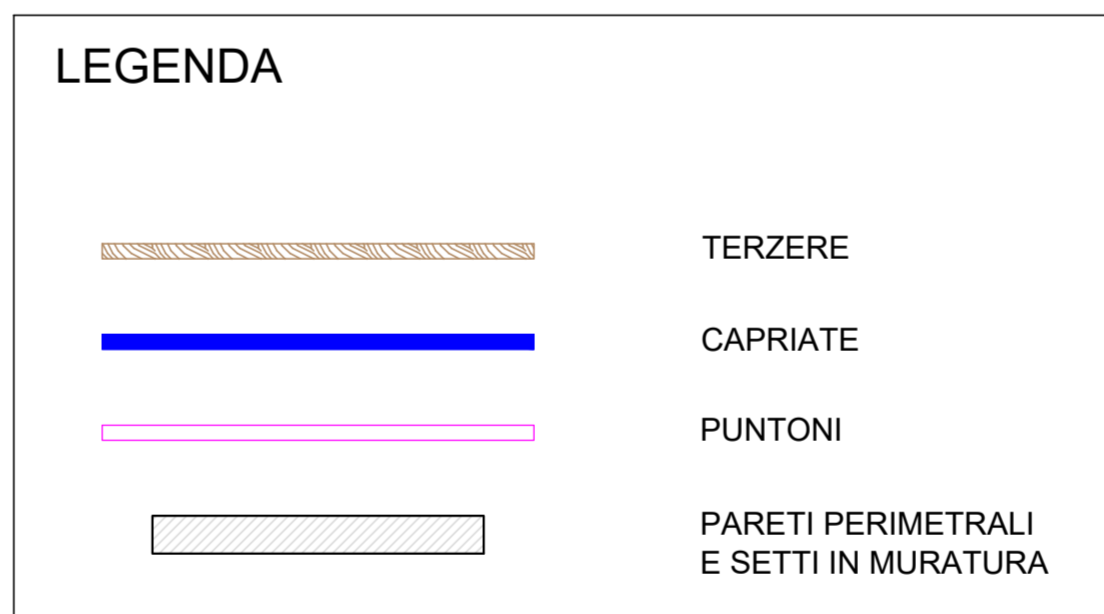 LEGENDA
TERZERE
CAPRIATE
PUNTONI
PARETI PERIMETRALI
E SETTI IN MURATURA